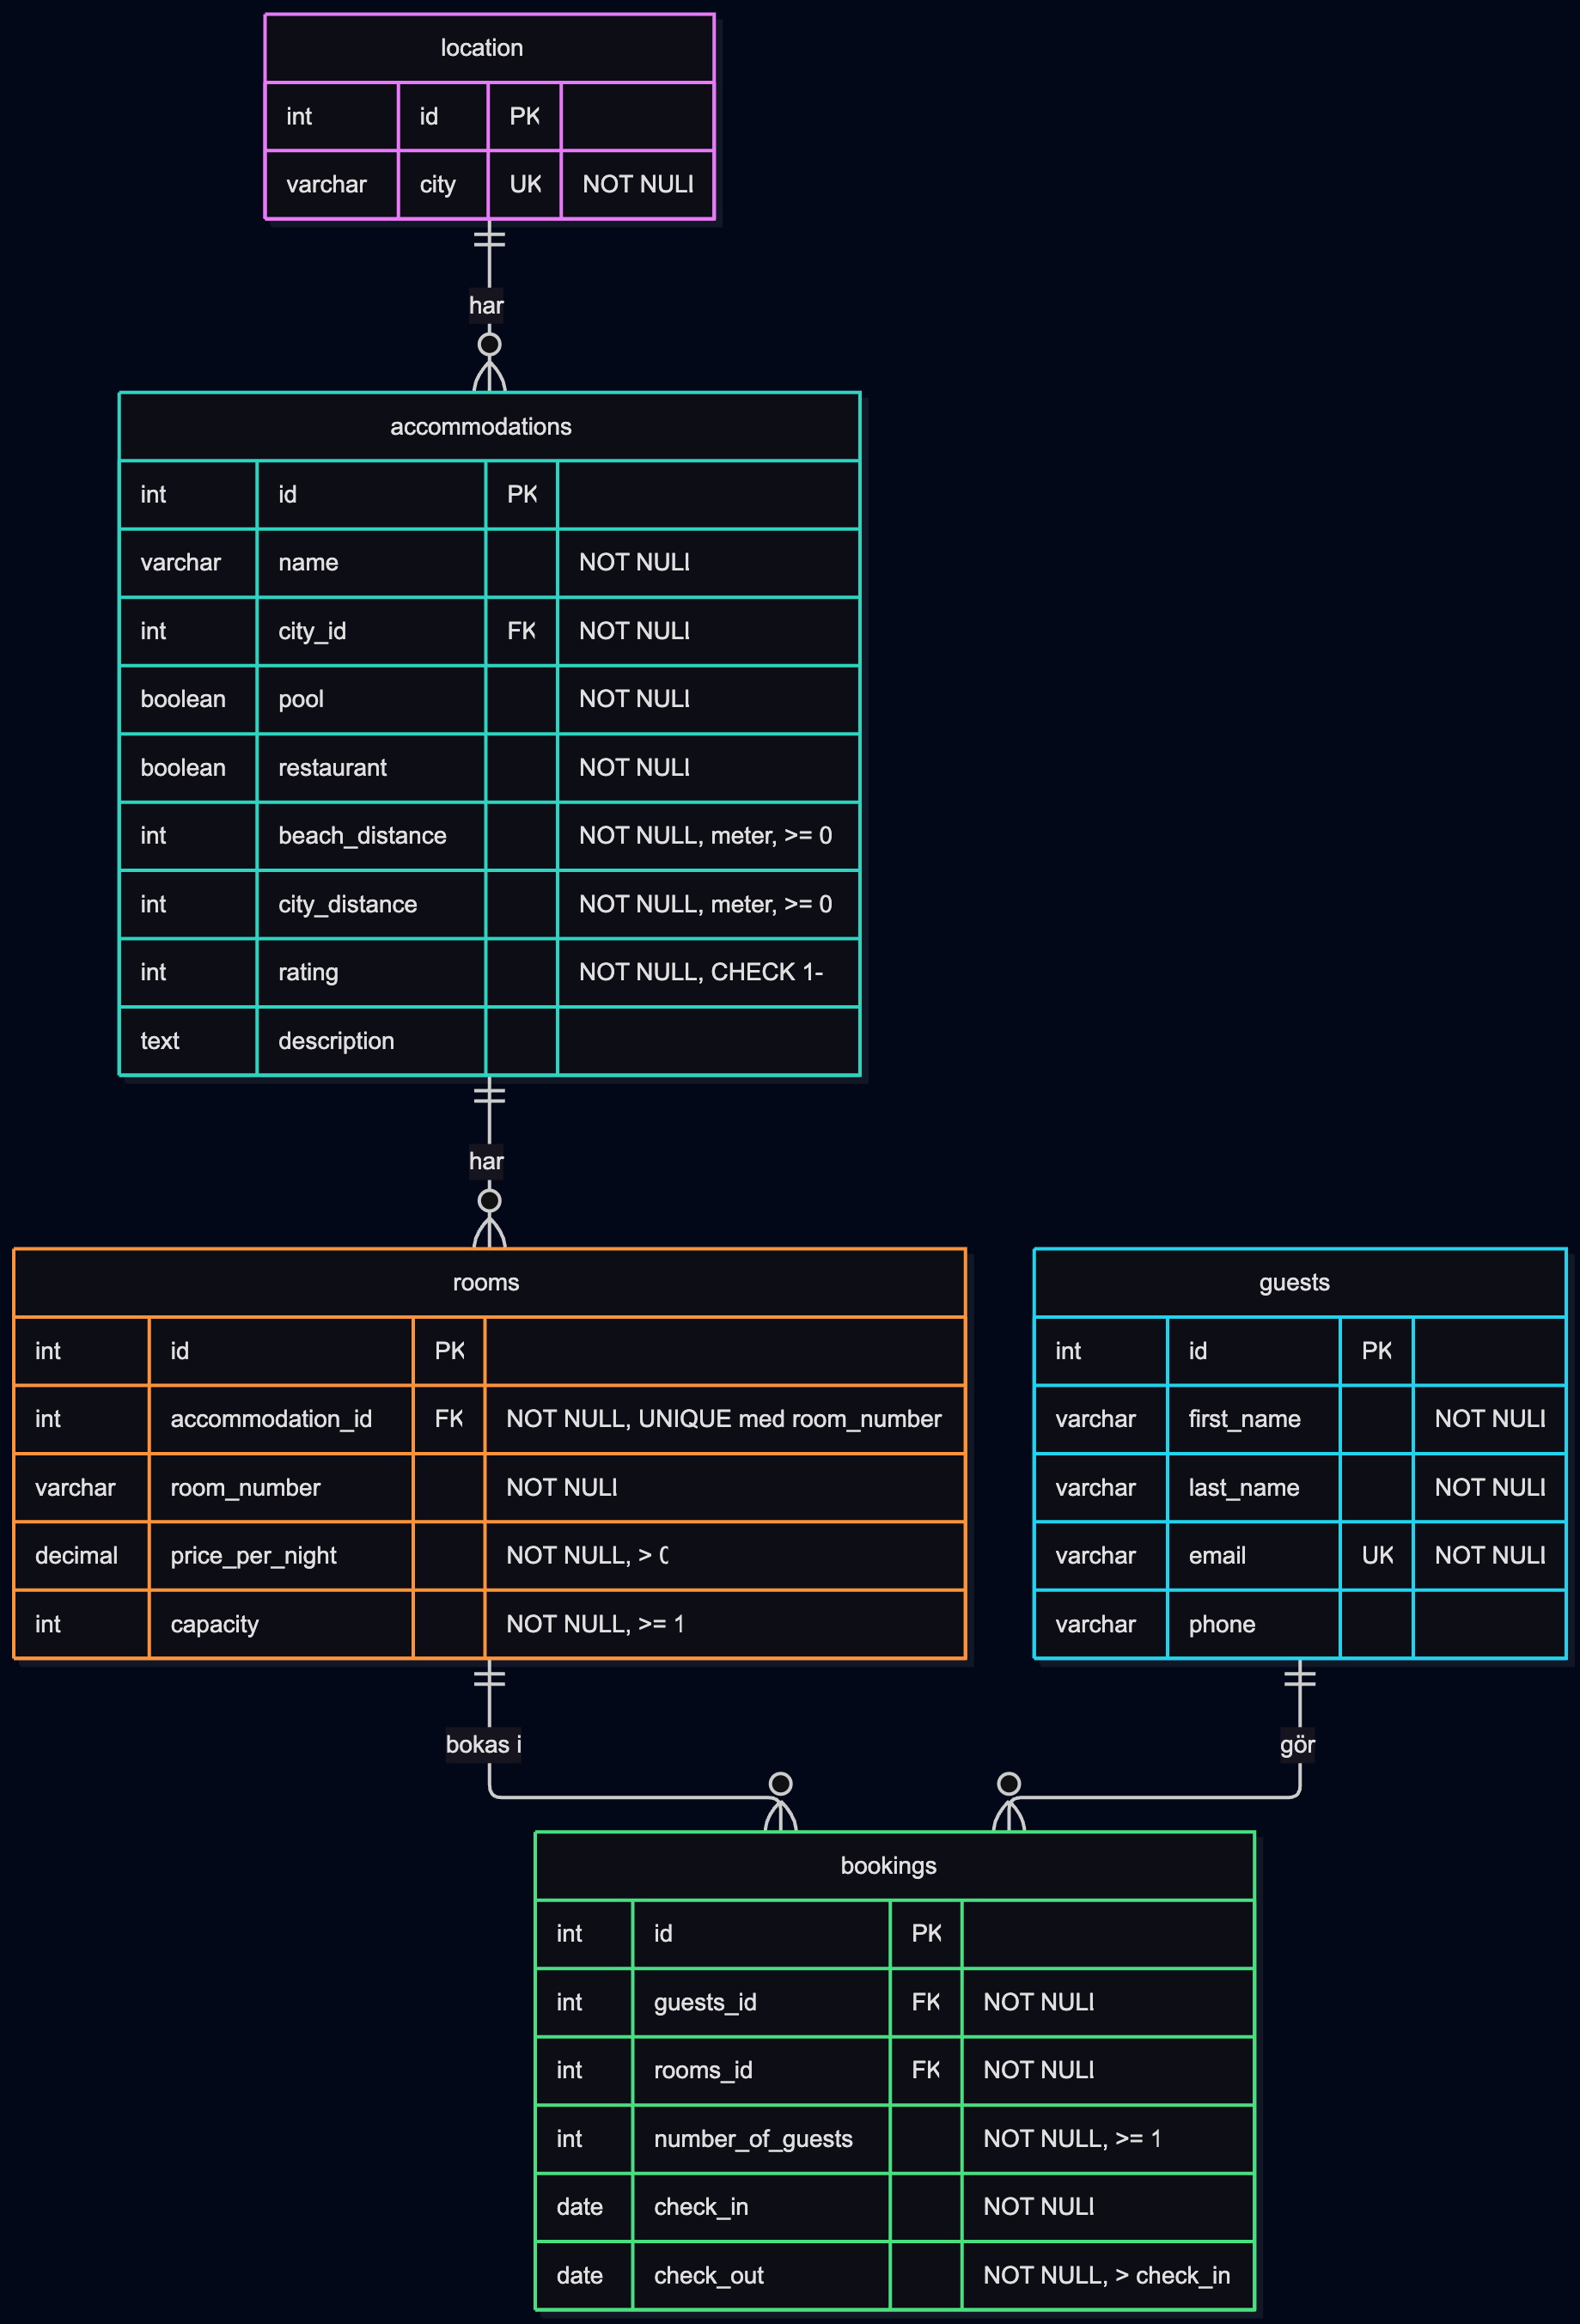 location
int id PK
varchar city UK NOT NULL
har
accommodations
int id PK
varchar name NOT NULL
int city_id FK NOT NULL
boolean pool NOT NULL
boolean restaurant NOT NULL
int beach_distance NOT NULL, meter, >= 0
int city_distance NOT NULL, meter, >= 0
int rating NOT NULL, CHECK 1-
text description
har
rooms
int id PK
int accommodation_id FK NOT NULL, UNIQUE med room_number
varchar room_number NOT NULL
decimal price_per_night NOT NULL, > 0
int capacity NOT NULL, >= 1
guests
int id PK
varchar first_name NOT NULL
varchar last_name NOT NULL
varchar email UK NOT NULL
varchar phone
bokas i
gör
bookings
int id PK
int guests_id FK NOT NULL
int rooms_id FK NOT NULL
int number_of_guests NOT NULL, >= 1
date check_in NOT NULL
date check_out NOT NULL, > check_in